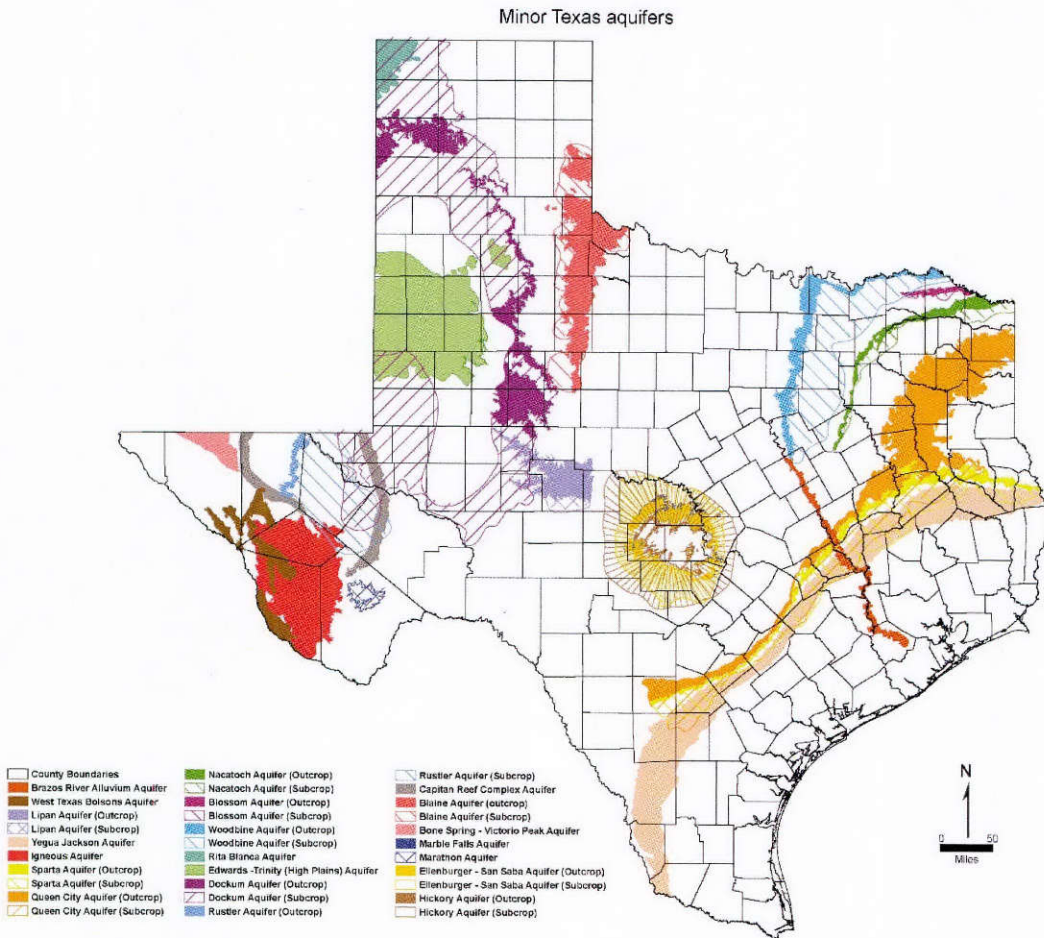 Minor Texas aquifers
County Boundaries
Brazos River Alluvium Aquifer
West Texas Bolsons Aquifer
Lipan Aquifer (Outcrop)
Lipan Aquifer (Subcrop)
Yegua Jackson Aquifer
Igneous Aquifer
Sparta Aquifer (Outcrop)
Sparta Aquifer (Subcrop)
Queen City Aquifer (Outcrop)
Queen City Aquifer (Subcrop)
Nacatoch Aquifer (Outcrop)
Nacatoch Aquifer (Subcrop)
Blossom Aquifer (Outcrop)
Blossom Aquifer (Subcrop)
Woodbine Aquifer (Outcrop)
Woodbine Aquifer (Subcrop)
Rita Blanca Aquifer
Edwards -Trinity (High Plains) Aquifer
Dockum Aquifer (Outcrop)
Dockum Aquifer (Subcrop)
Rustler Aquifer (Outcrop)
Rustler Aquifer (Subcrop)
Capitan Reef Complex Aquifer
Blaine Aquifer (outcrop)
Blaine Aquifer (Subcrop)
Bone Spring - Victorio Peak Aquifer
Marble Falls Aquifer
Marathon Aquifer
Ellenburger - San Saba Aquifer (Outcrop)
Ellenburger - San Saba Aquifer (Subcrop)
Hickory Aquifer (Outcrop)
Hickory Aquifer (Subcrop)
N
0 50
Miles